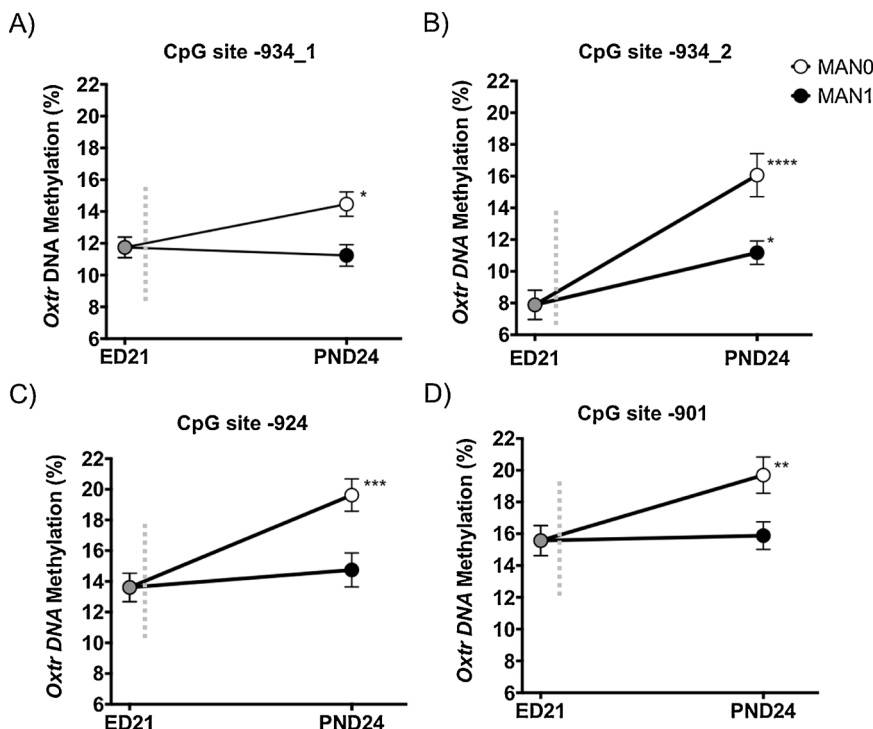 A)
CpG site -934_1
Oxtr DNA Methylation (%)
22
20
18
16
14
12
10
8
6
*
ED21
PND24
B)
CpG site -934_2
MAN0
MAN1
Oxtr DNA Methylation (%)
22
20
18
16
14
12
10
8
6
****
*
ED21
PND24
C)
CpG site -924
Oxtr DNA Methylation (%)
22
20
18
16
14
12
10
8
6
***
ED21
PND24
D)
CpG site -901
Oxtr DNA Methylation (%)
22
20
18
16
14
12
10
8
6
**
ED21
PND24